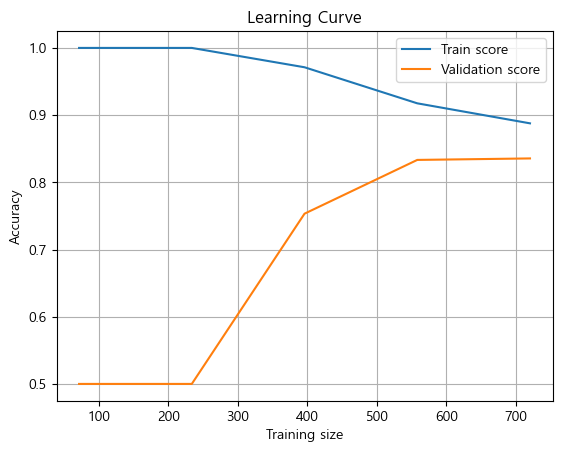 Learning Curve
Train score
Validation score
1.0
0.9
0.8
0.7
0.6
0.5
Accuracy
100 200 300 400 500 600 700
Training size